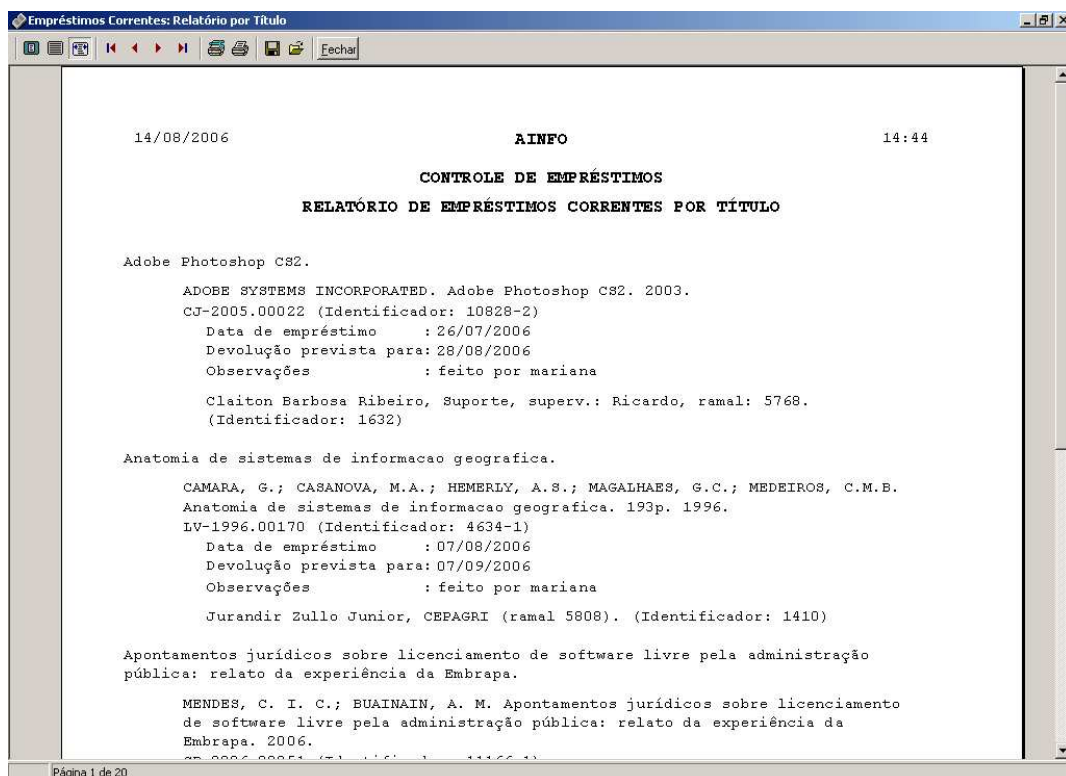 Empréstimos Correntes: Relatório por Título
Fechar
14/08/2006 AINFO 14:44
CONTROLE DE EMPRÉSTIMOS
RELATÓRIO DE EMPRÉSTIMOS CORRENTES POR TÍTULO
Adobe Photoshop CS2.
ADOBE SYSTEMS INCORPORATED. Adobe Photoshop CS2. 2003.
CJ-2005.00022 (Identificador: 10828-2)
Data de empréstimo : 26/07/2006
Devolução prevista para: 28/08/2006
Observações : feito por mariana
Claiton Barbosa Ribeiro, Suporte, superv.: Ricardo, ramal: 5768.
(Identificador: 1632)
Anatomia de sistemas de informacao geografica.
CAMARA, G.; CASANOVA, M.A.; HEMERLY, A.S.; MAGALHAES, G.C.; MEDEIROS, C.M.B.
Anatomia de sistemas de informacao geografica. 193p. 1996.
LV-1996.00170 (Identificador: 4634-1)
Data de empréstimo : 07/08/2006
Devolução prevista para: 07/09/2006
Observações : feito por mariana
Jurandir Zullo Junior, CEPAGRI (ramal 5808). (Identificador: 1410)
Apontamentos jurídicos sobre licenciamento de software livre pela administração
pública: relato da experiência da Embrapa.
MENDES, C. I. C.; BUAINAIN, A. M. Apontamentos jurídicos sobre licenciamento
de software livre pela administração pública: relato da experiência da
Embrapa. 2006.
Página 1 de 20